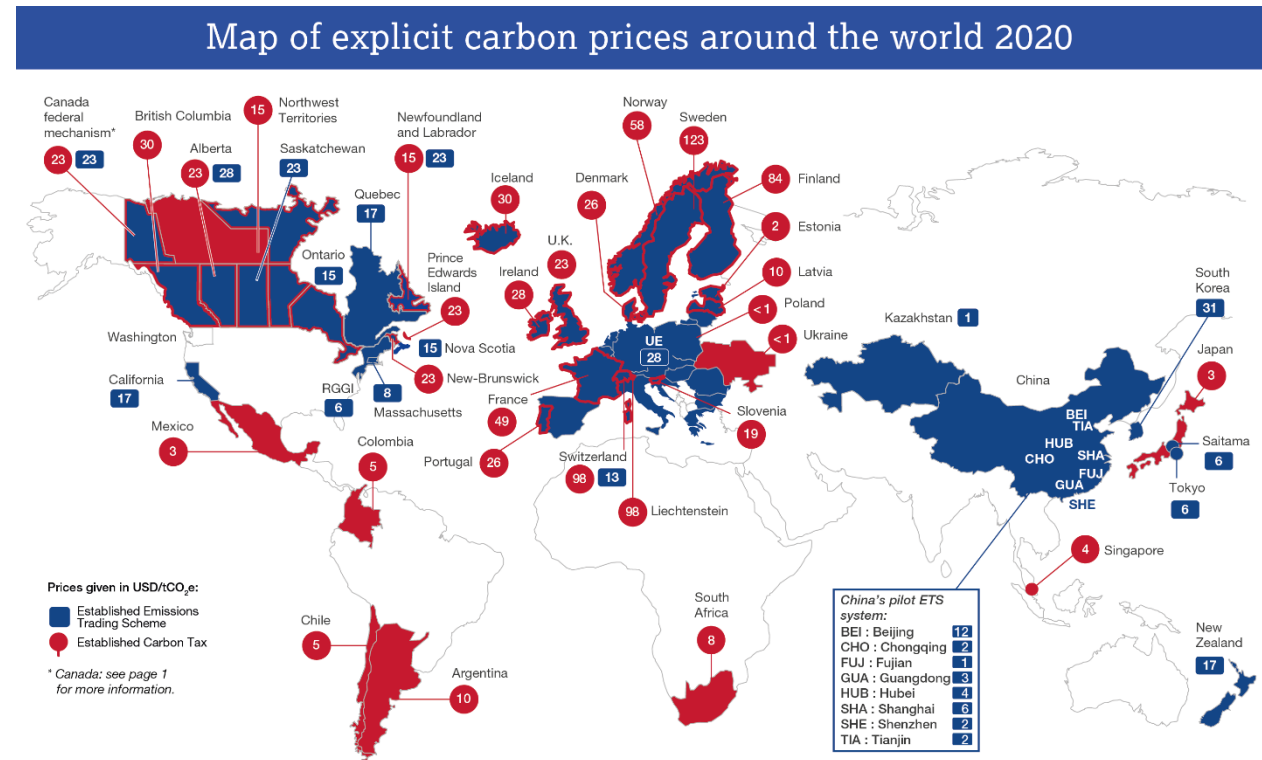 Map of explicit carbon prices around the world 2020
Canada
federal
mechanism*
23 23
British Columbia
30
Alberta
23 28
15
Northwest
Territories
Saskatchewan
23
Newfoundland
and Labrador
15 23
Quebec
17
Ontario
15
Prince
Edwards
Island
23
15 Nova Scotia
23 New-Brunswick
Washington
California
17
RGGI
6
8
Massachusetts
Mexico
3
Colombia
5
Chile
5
Argentina
10
Iceland
30
Ireland
28
U.K.
23
Denmark
26
Norway
58
Sweden
123
84 Finland
2 Estonia
10 Latvia
<1 Poland
<1 Ukraine
UE
28
France
49
Portugal
26
Switzerland
98 13
98 Liechtenstein
Slovenia
19
South
Africa
8
Kazakhstan 1
China
BEI
TIA
HUB
SHA
CHO
FUJ
GUA
SHE
South
Korea
31
Japan
3
Saitama
6
Tokyo
6
4 Singapore
New
Zealand
17
Prices given in USD/tCO₂e:
Established Emissions
Trading Scheme
Established Carbon Tax
* Canada: see page 1
for more information.
China's pilot ETS
system:
BEI : Beijing 12
CHO : Chongqing 2
FUJ : Fujian 1
GUA : Guangdong 3
HUB : Hubei 4
SHA : Shanghai 6
SHE : Shenzhen 2
TIA : Tianjin 2